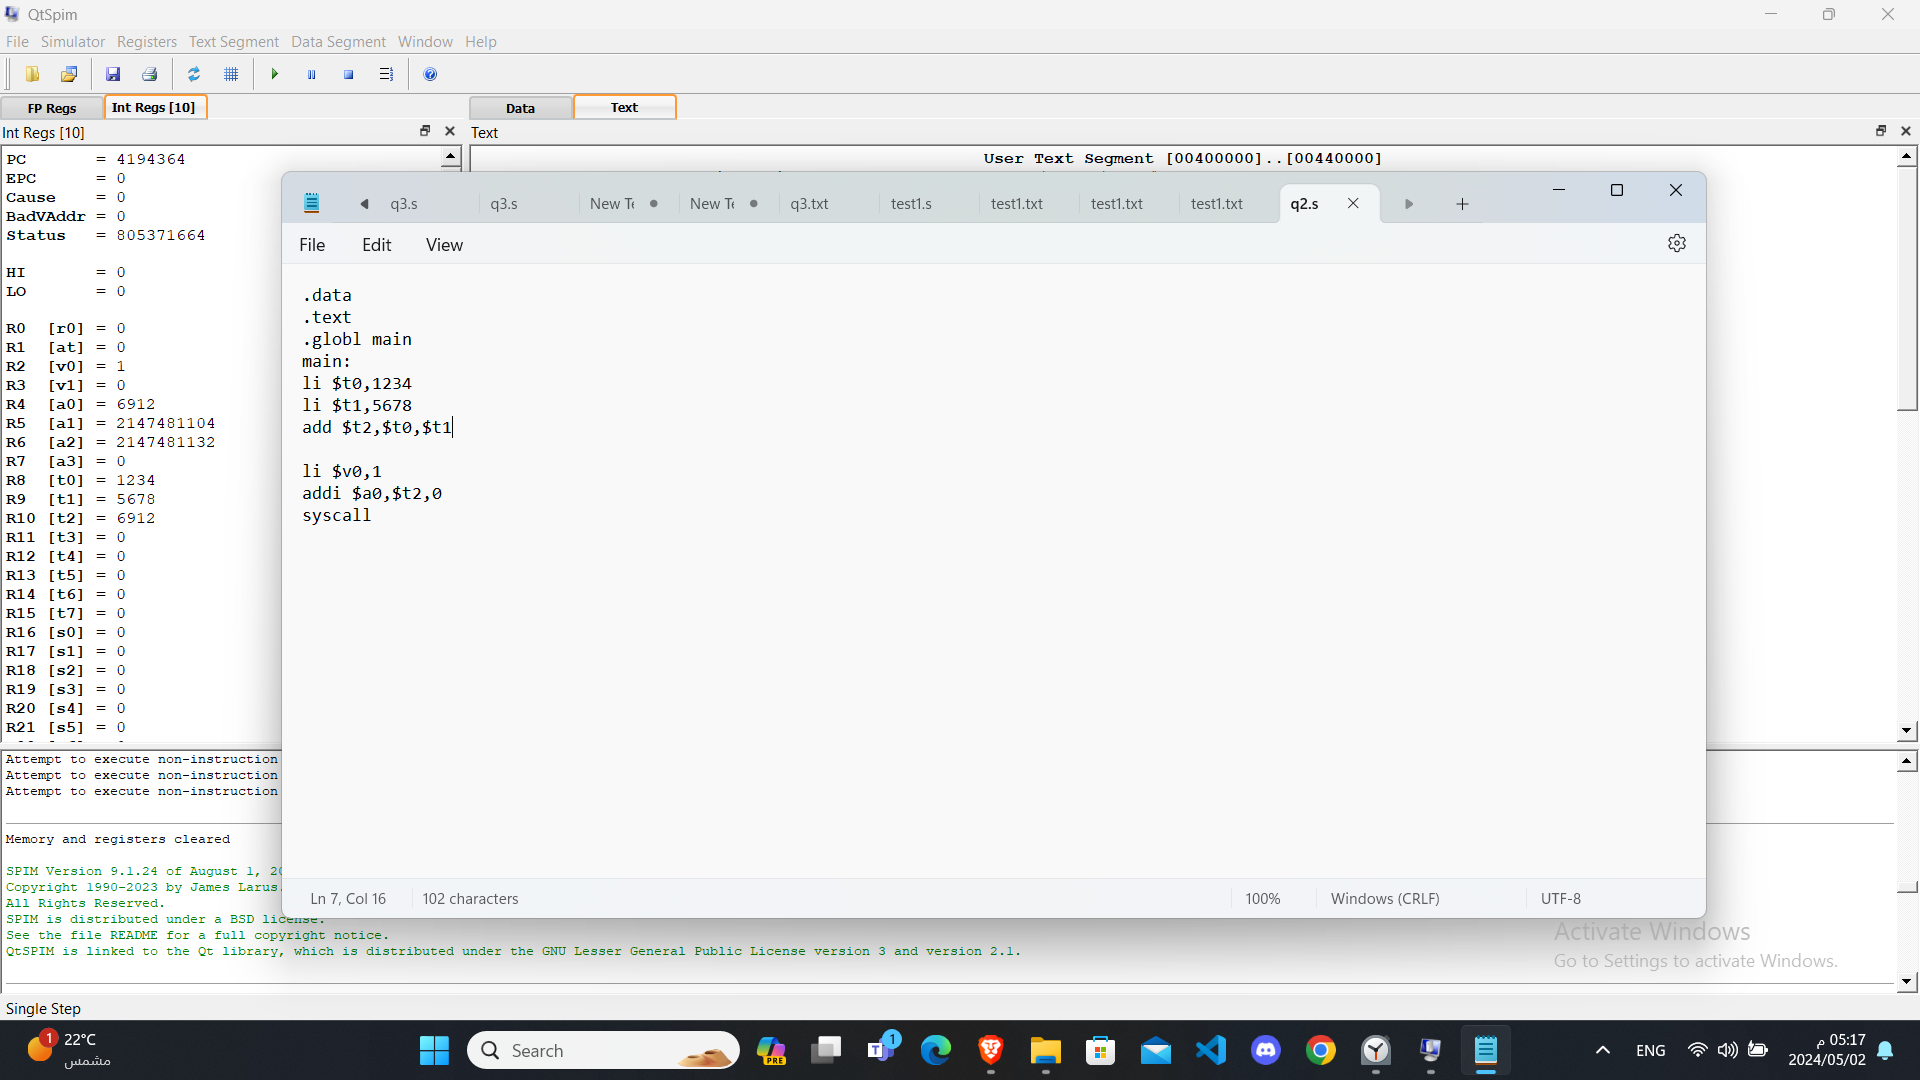 QtSpim
File Simulator Registers Text Segment Data Segment Window Help
FP Regs Int Regs [10] Data Text
Int Regs [10] Text
PC = 4194364
EPC = 0
Cause = 0
BadVAddr = 0
Status = 805371664
HI = 0
LO = 0
R0 [r0] = 0
R1 [at] = 0
R2 [v0] = 1
R3 [v1] = 0
R4 [a0] = 6912
R5 [a1] = 2147481104
R6 [a2] = 2147481132
R7 [a3] = 0
R8 [t0] = 1234
R9 [t1] = 5678
R10 [t2] = 6912
R11 [t3] = 0
R12 [t4] = 0
R13 [t5] = 0
R14 [t6] = 0
R15 [t7] = 0
R16 [s0] = 0
R17 [s1] = 0
R18 [s2] = 0
R19 [s3] = 0
R20 [s4] = 0
R21 [s5] = 0
User Text Segment [00400000]..[00440000]
q3.s q3.s New Te New Te q3.txt test1.s test1.txt test1.txt test1.txt q2.s
File Edit View
.data
.text
.globl main
main:
li $t0,1234
li $t1,5678
add $t2,$t0,$t1
li $v0,1
addi $a0,$t2,0
syscall
Ln 7, Col 16 102 characters 100% Windows (CRLF) UTF-8
Attempt to execute non-instruction
Attempt to execute non-instruction
Attempt to execute non-instruction
Memory and registers cleared
SPIM Version 9.1.24 of August 1,
Copyright 1990-2023 by James Larus.
All Rights Reserved.
SPIM is distributed under a BSD license.
See the file README for a full copyright notice.
QtSPIM is linked to the Qt library, which is distributed under the GNU Lesser General Public License version 3 and version 2.1.
Activate Windows
Go to Settings to activate Windows.
Single Step
1 22°C
مشمس
Search
PRE
1
ENG
05:17 م
2024/05/02